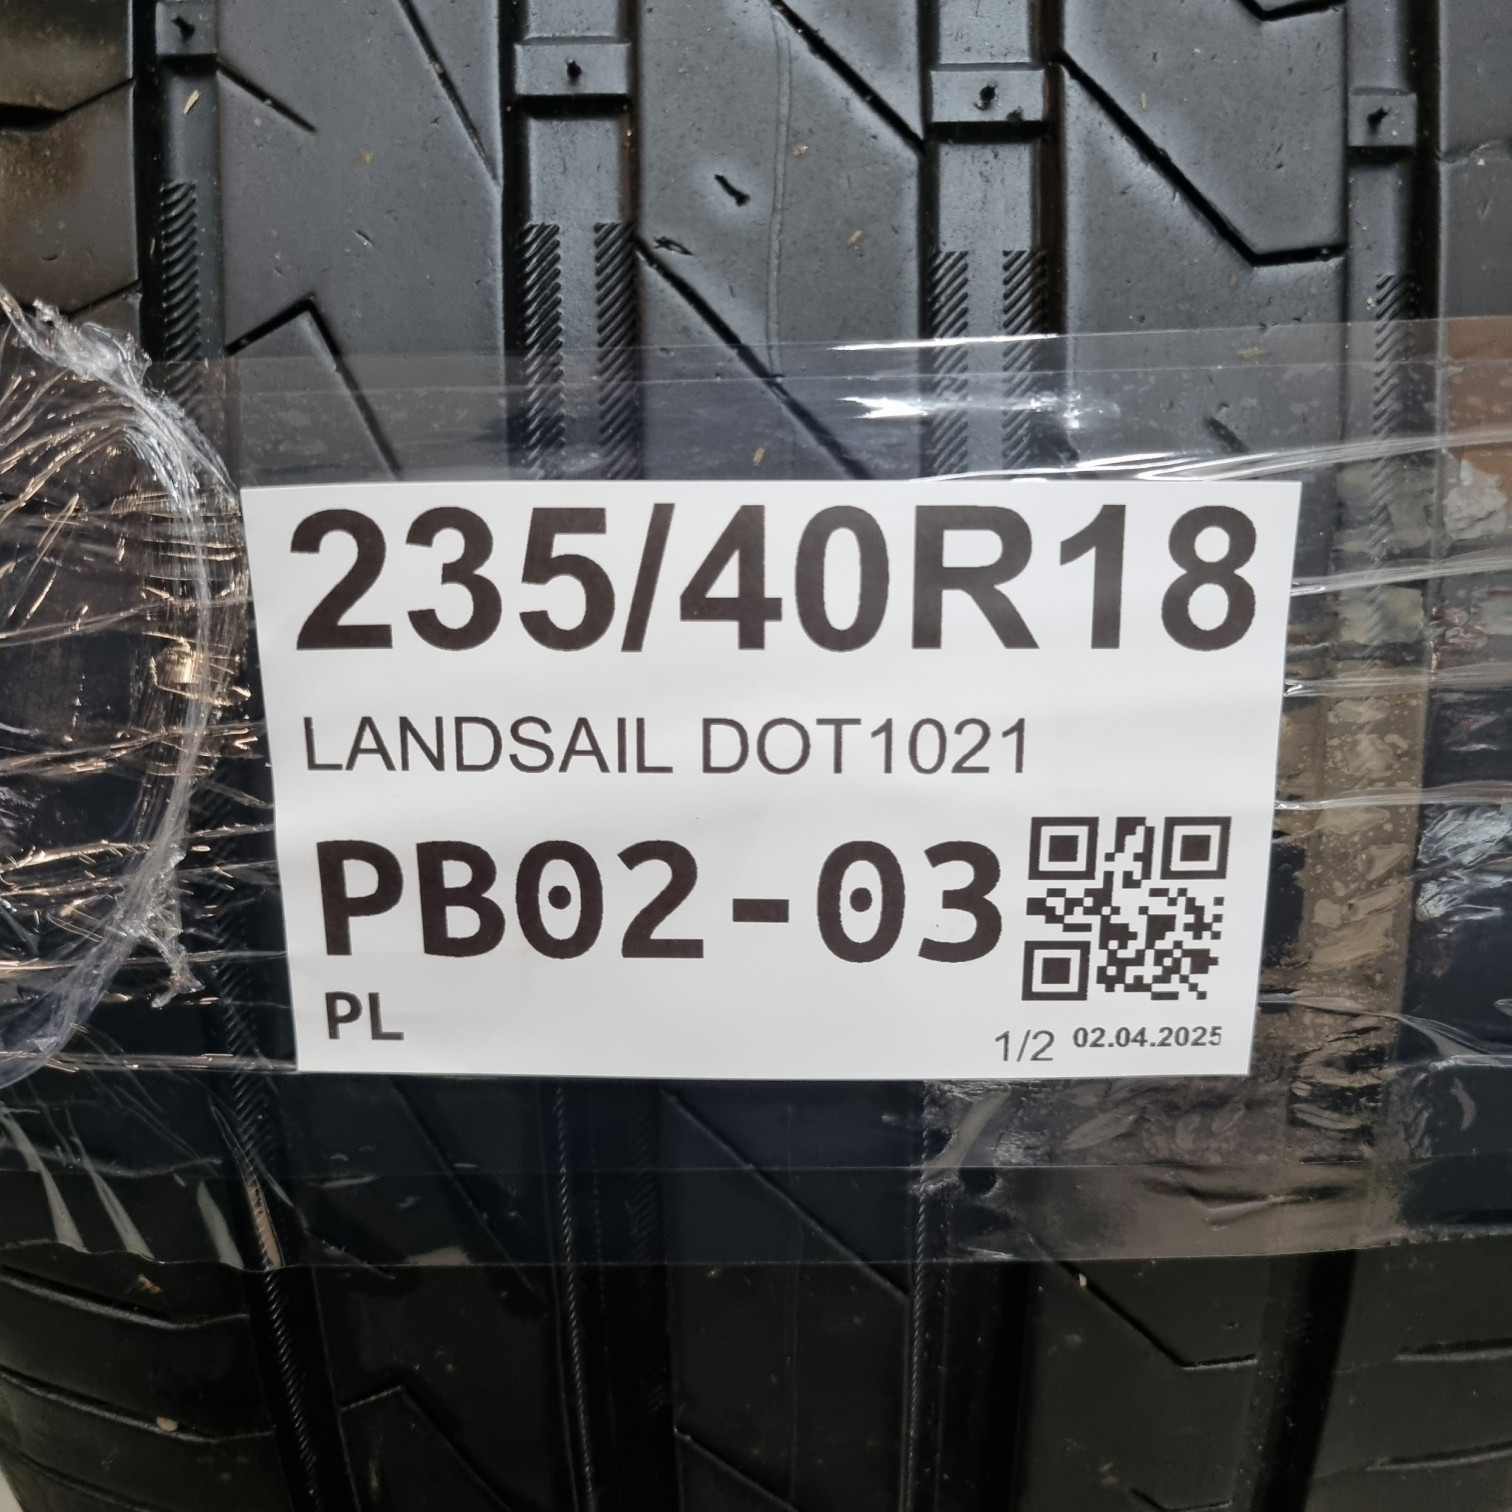 235/40R18
LANDSAIL DOT1021
PB02-03
PL
1/2 02.04.2025